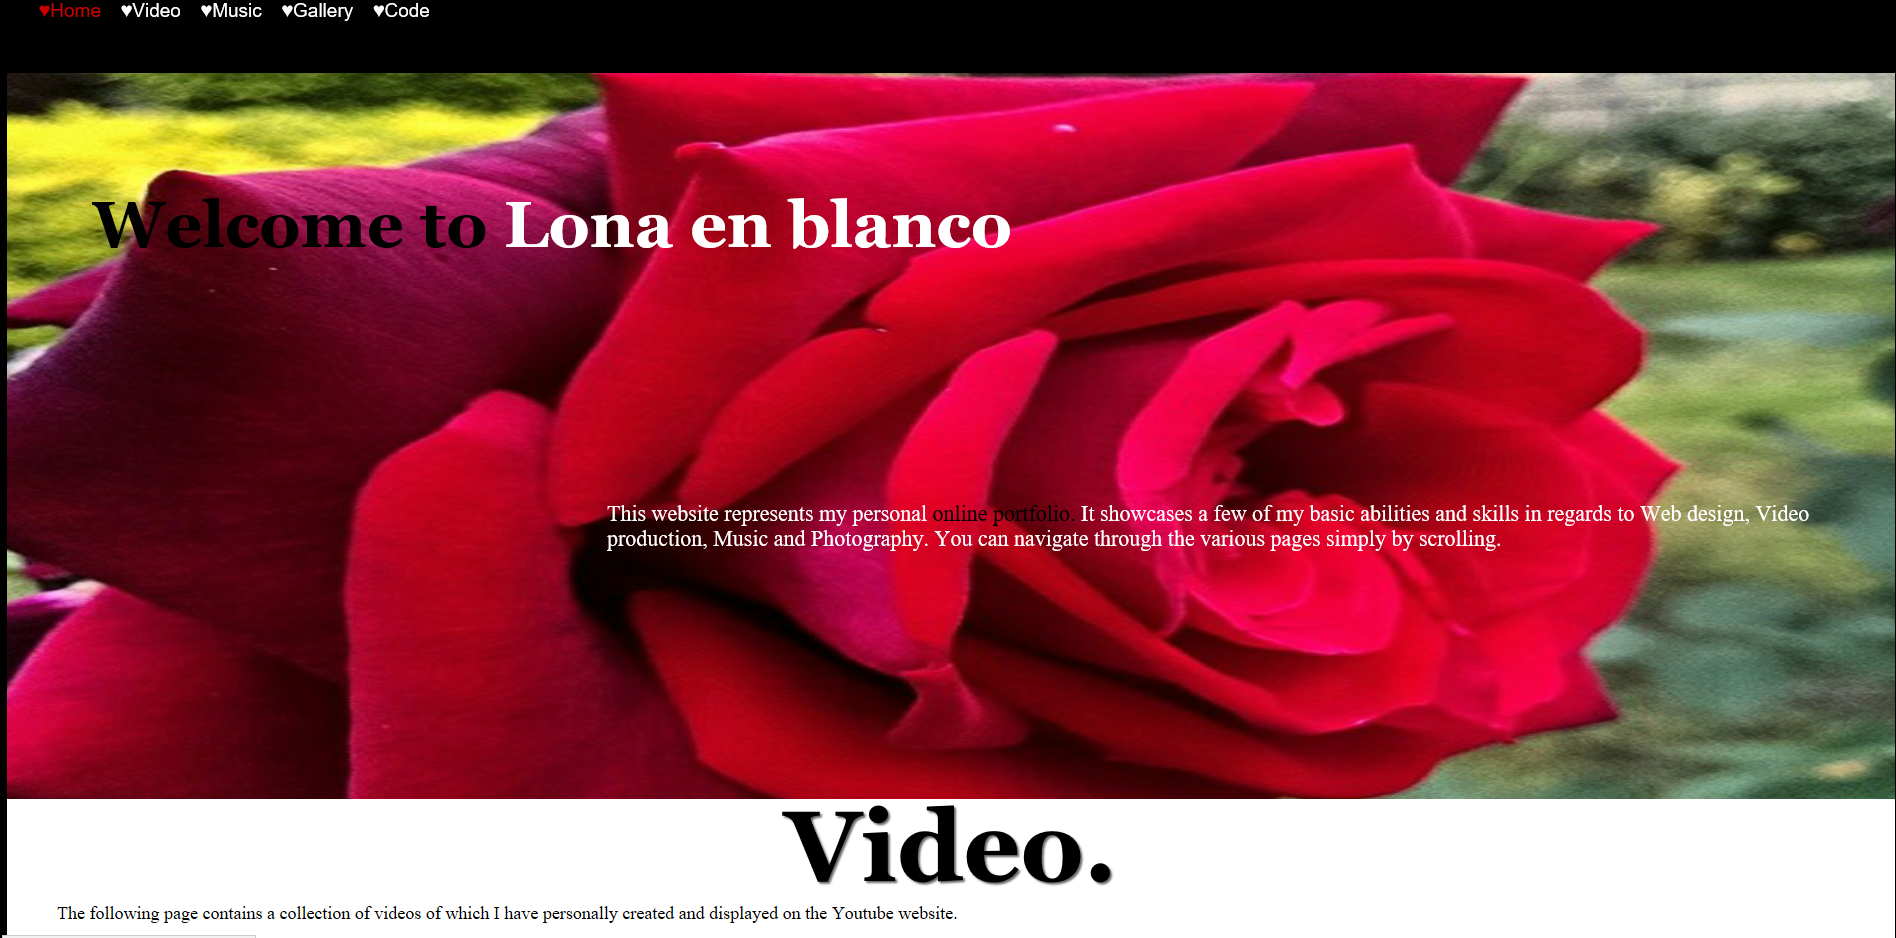 ♥Home ♥Video ♥Music ♥Gallery ♥Code
Welcome to Lona en blanco
This website represents my personal online portfolio. It showcases a few of my basic abilities and skills in regards to Web design, Video
production, Music and Photography. You can navigate through the various pages simply by scrolling.
Video.
The following page contains a collection of videos of which I have personally created and displayed on the Youtube website.